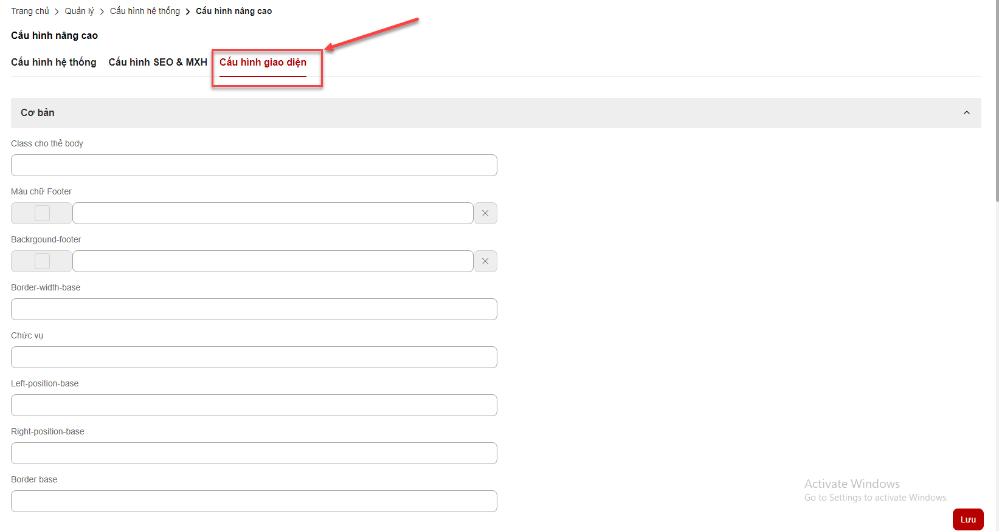 Trang chủ > Quản lý > Cấu hình hệ thống > Cấu hình nâng cao
Cấu hình nâng cao
Cấu hình hệ thống Cấu hình SEO & MXH Cấu hình giao diện
Cơ bản
Class cho thẻ body
Màu chữ Footer
Backrgound-footer
Border-width-base
Chức vụ
Left-position-base
Right-position-base
Border base
Activate Windows
Go to Settings to activate Windows.
Lưu